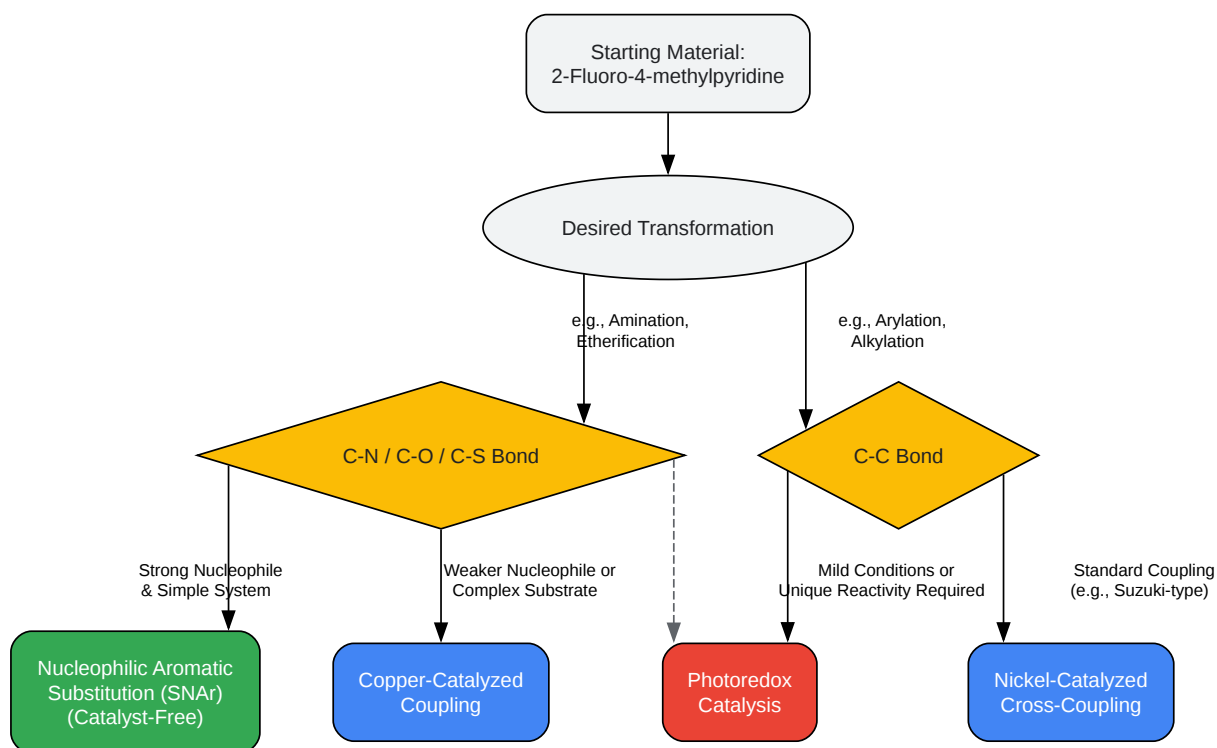 Starting Material:
2-Fluoro-4-methylpyridine
Desired Transformation
e.g., Amination,
Etherification
e.g., Arylation,
Alkylation
C-N / C-O / C-S Bond
C-C Bond
Strong Nucleophile
& Simple System
Weaker Nucleophile or
Complex Substrate
Mild Conditions or
Unique Reactivity Required
Standard Coupling
(e.g., Suzuki-type)
Nucleophilic Aromatic
Substitution (SNAr)
(Catalyst-Free)
Copper-Catalyzed
Coupling
Photoredox
Catalysis
Nickel-Catalyzed
Cross-Coupling